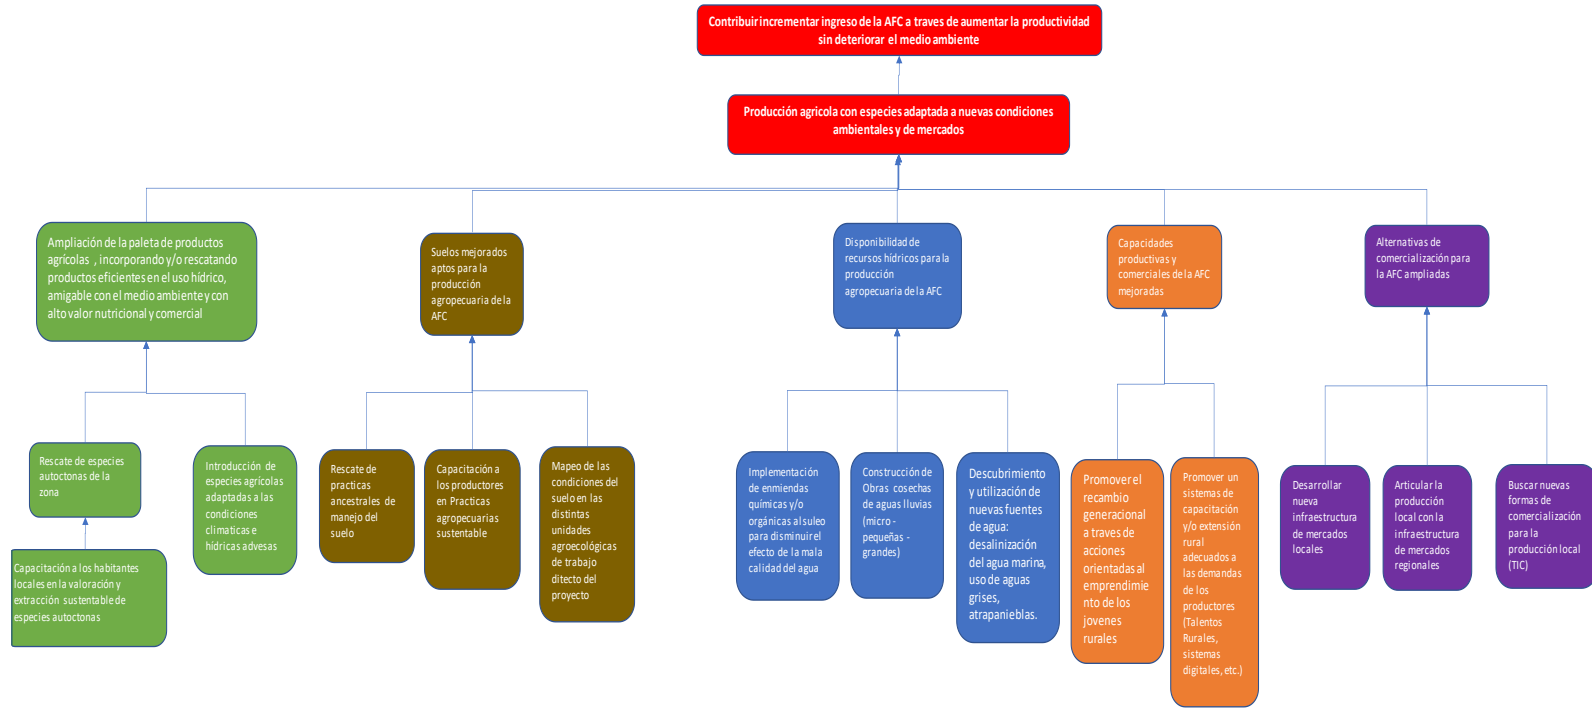 Contribuir incrementar ingreso de la AFC a traves de aumentar la productividad
sin deteriorar el medio ambiente
Producción agricola con especies adaptada a nuevas condiciones
ambientales y de mercados
Ampliación de la paleta de productos
agrícolas , incorporando y/o rescatando
productos eficientes en el uso hídrico,
amigable con el medio ambiente y con
alto valor nutricional y comercial
Suelos mejorados
aptos para la
producción
agropecuaria de la
AFC
Disponibilidad de
recursos hídricos para la
producción
agropecuaria de la AFC
Capacidades
productivas y
comerciales de la AFC
mejoradas
Alternativas de
comercialización para
la AFC ampliadas
Rescate de especies
autoctonas de la
zona
Introducción de
especies agrícolas
adaptadas a las
condiciones
climaticas e
hídricas advesas
Rescate de
practicas
ancestrales de
manejo del
suelo
Capacitación a
los productores
en Practicas
agropecuarias
sustentable
Mapeo de las
condiciones del
suelo en las
distintas
unidades
agroecológicas
de trabajo
ditecto del
proyecto
Implementación
de enmiendas
químicas y/o
orgánicas al suleo
para disminuir el
efecto de la mala
calidad del agua
Construcción de
Obras cosechas
de aguas lluvias
(micro -
pequeñas -
grandes)
Descubrimiento
y utilización de
nuevas fuentes
de agua:
desalinización
del agua marina,
uso de aguas
grises,
atrapanieblas.
Promover el
recambio
generacional
a traves de
acciones
orientadas al
emprendimie
nto de los
jovenes
rurales
Promover un
sistemas de
capacitación
y/o extensión
rural
adecuados a
las demandas
de los
productores
(Talentos
Rurales,
sistemas
digitales, etc.)
Desarrollar
nueva
infraestructura
de mercados
locales
Articular la
producción
local con la
infraestructura
de mercados
regionales
Buscar nuevas
formas de
comercialización
para la
producción local
(TIC)
Capacitación a los habitantes
locales en la valoración y
extracción sustentable de
especies autoctonas